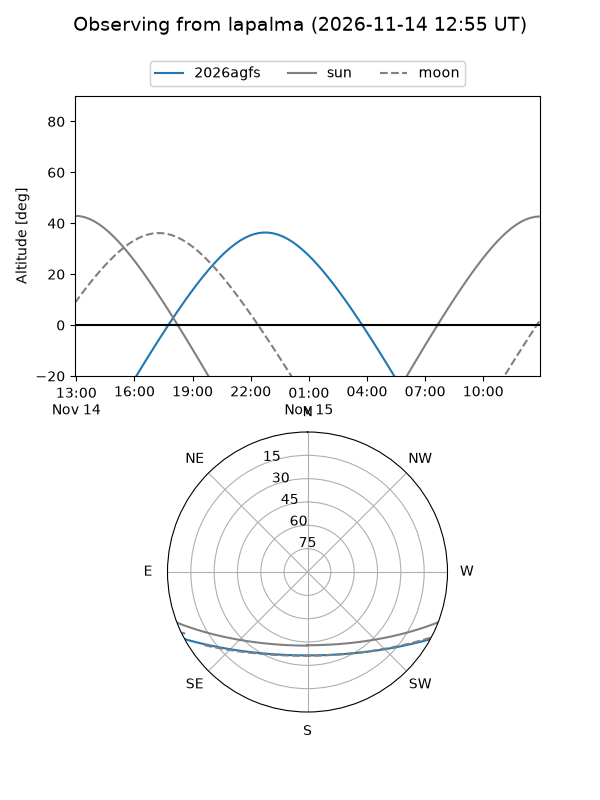 Observing from lapalma (2026-11-14 12:55 UT)
2026agfs sun moon
80
60
40
20
0
−20
Altitude [deg]
13:00 16:00 19:00 22:00 01:00 04:00 07:00 10:00
Nov 14 Nov 15
N
NE NW
15
30
45
60
75
E W
SE SW
S